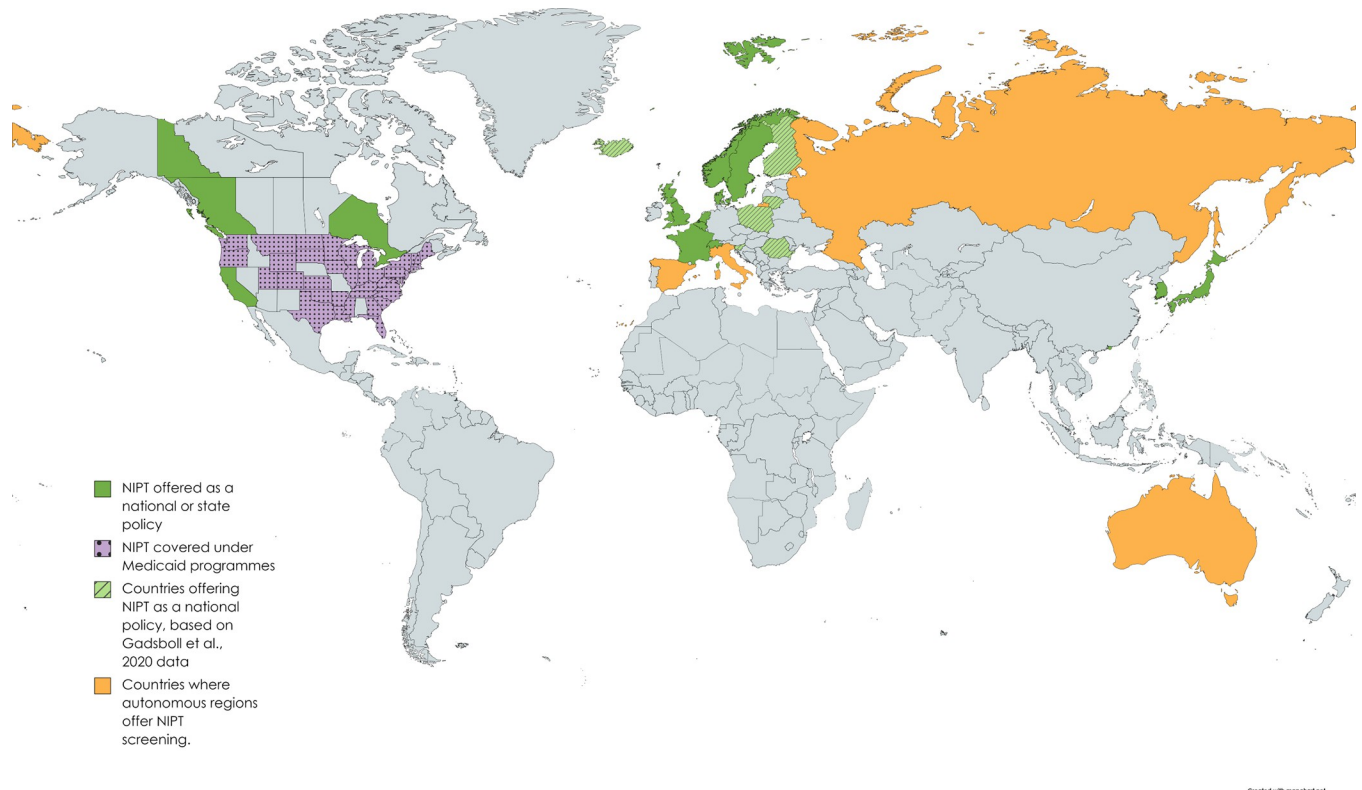 NIPT offered as a
national or state
policy
NIPT covered under
Medicaid programmes
Countries offering
NIPT as a national
policy, based on
Gadsboll et al.,
2020 data
Countries where
autonomous regions
offer NIPT
screening.